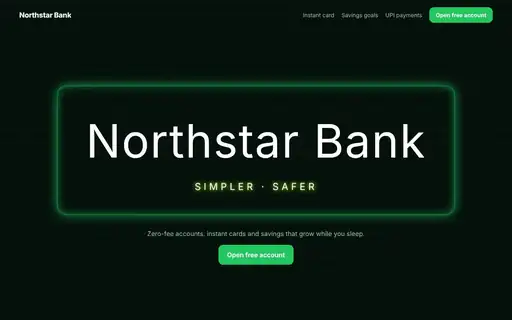 Northstar Bank
Instant card
Savings goals
UPI payments
Open free account
Northstar Bank
SIMPLER · SAFER
Zero-fee accounts, instant cards and savings that grow while you sleep.
Open free account